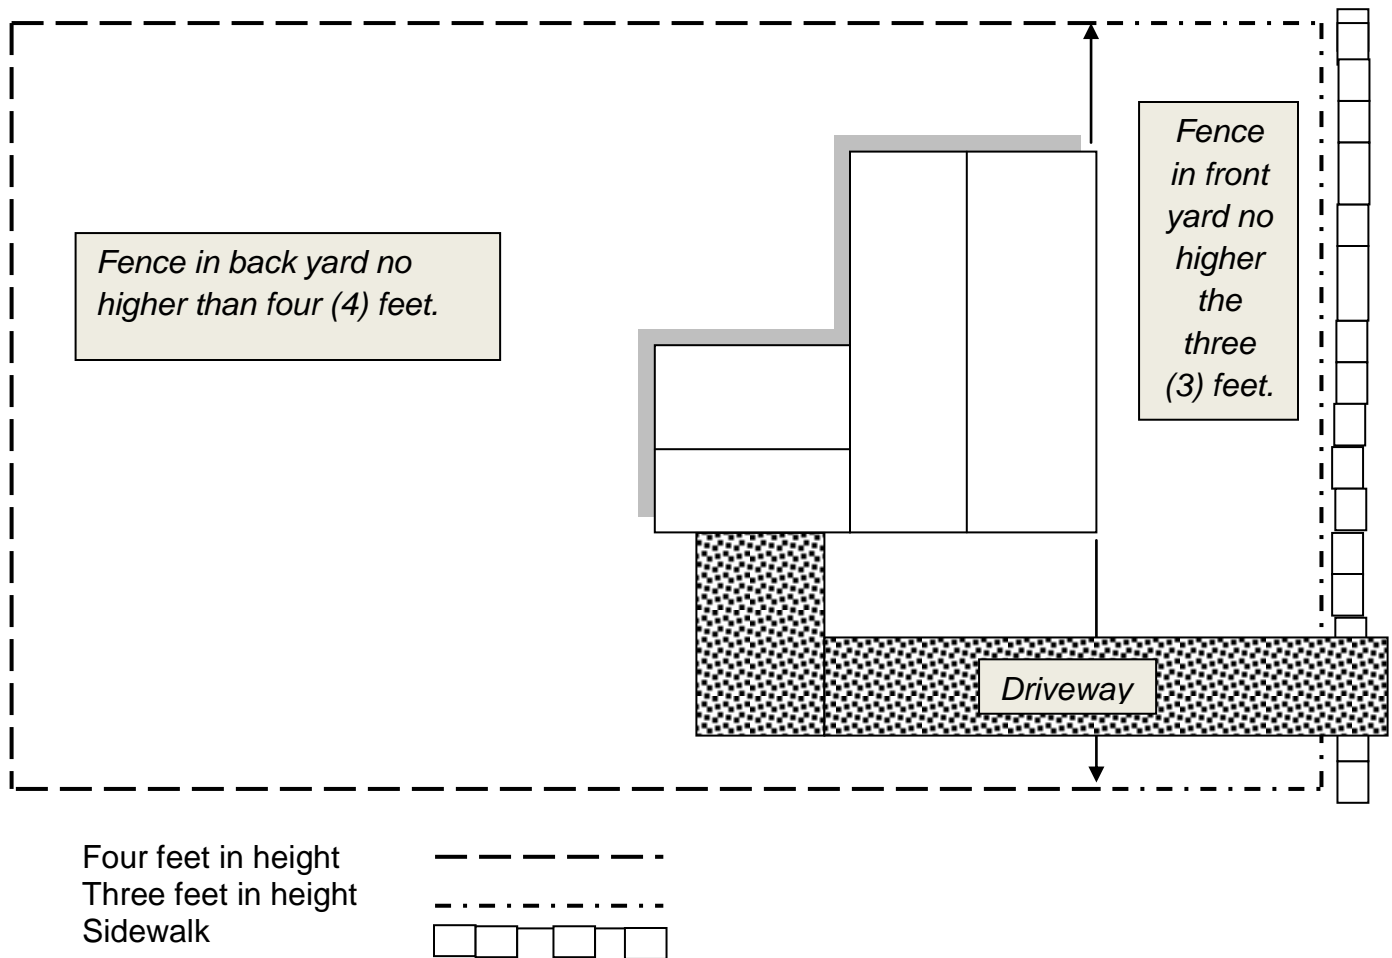 Fence in back yard no
higher than four (4) feet.
Fence
in front
yard no
higher
the
three
(3) feet.
Driveway
Four feet in height
Three feet in height
Sidewalk